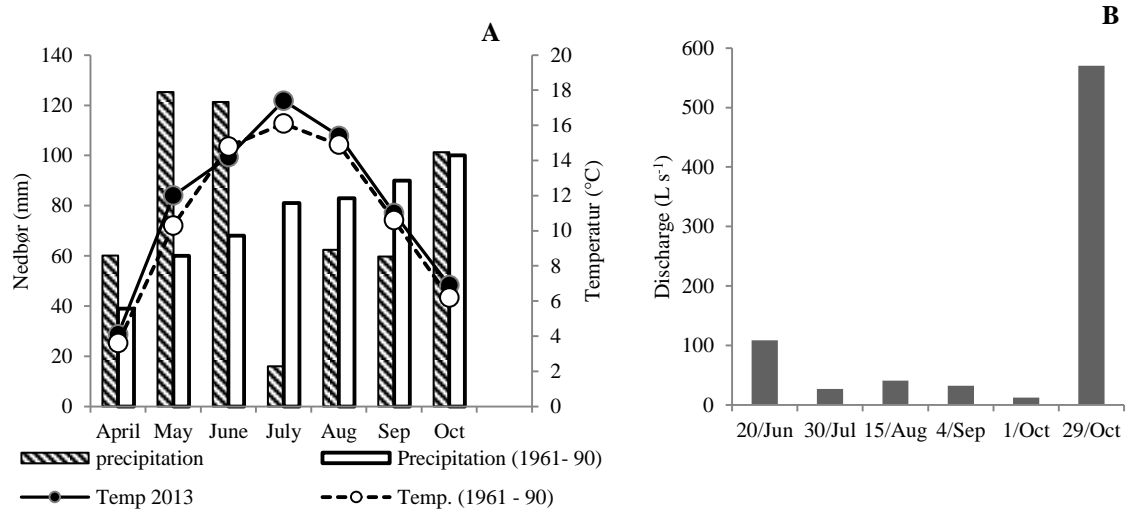 A
Nedbør (mm)
140
120
100
80
60
40
20
0
20
18
16
14
12
10
8
6
4
2
0
Temperatur (°C)
April May June July Aug Sep Oct
precipitation
Precipitation (1961- 90)
Temp 2013
Temp. (1961 - 90)
B
Discharge (L s⁻¹)
600
500
400
300
200
100
0
20/Jun 30/Jul 15/Aug 4/Sep 1/Oct 29/Oct